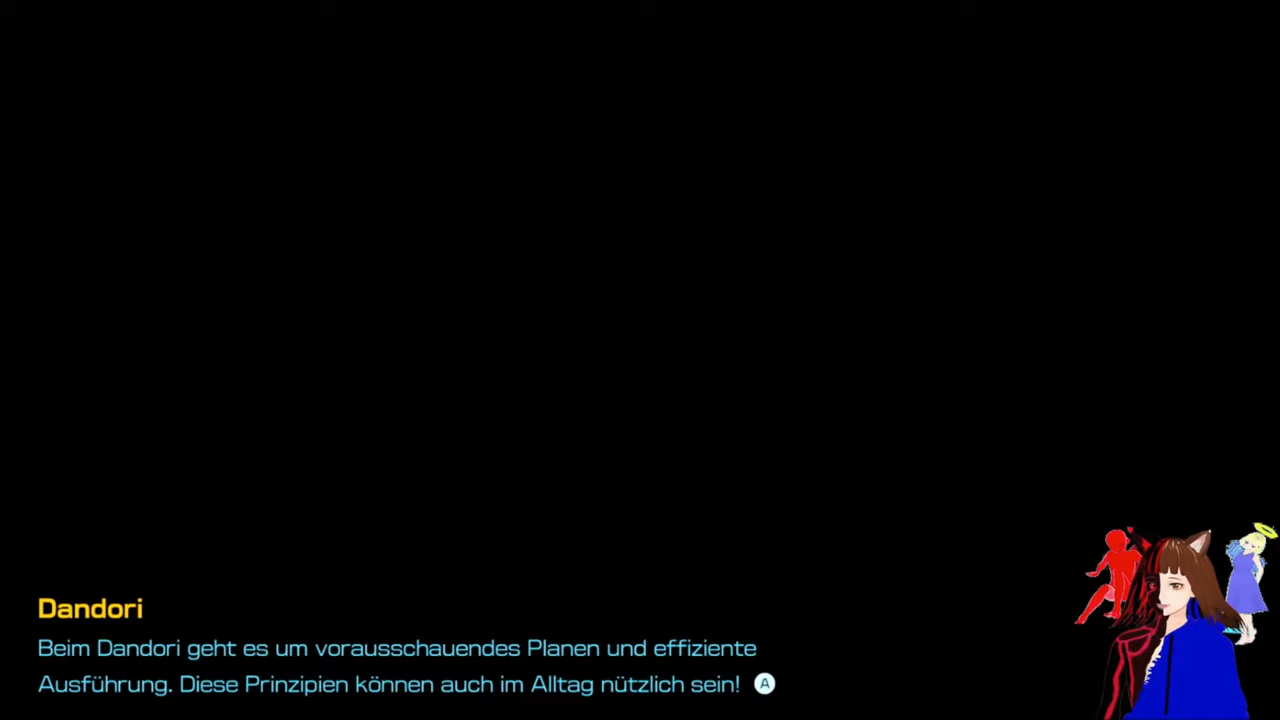 Dandori
Beim Dandori geht es um vorausschauendes Planen und effiziente
Ausführung. Diese Prinzipien können auch im Alltag nützlich sein! A